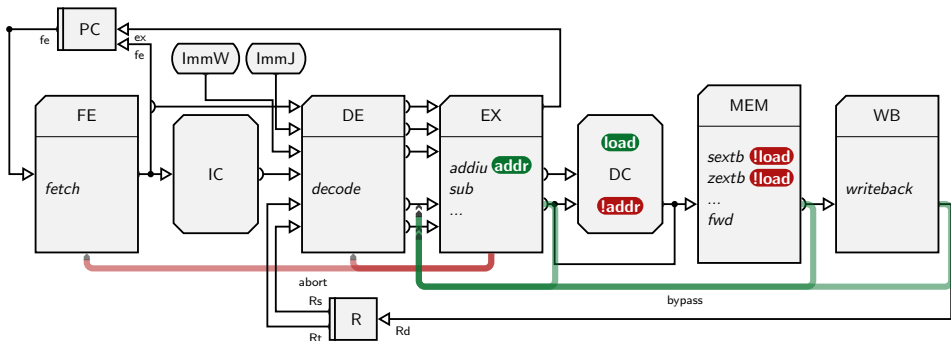 PC
fe
ex
fe
ImmW
ImmJ
FE
fetch
IC
DE
decode
EX
addiu addr
sub
...
load
DC
!addr
MEM
sextb !load
zextb !load
...
fwd
WB
writeback
abort
bypass
Rs
R
Rt
Rd